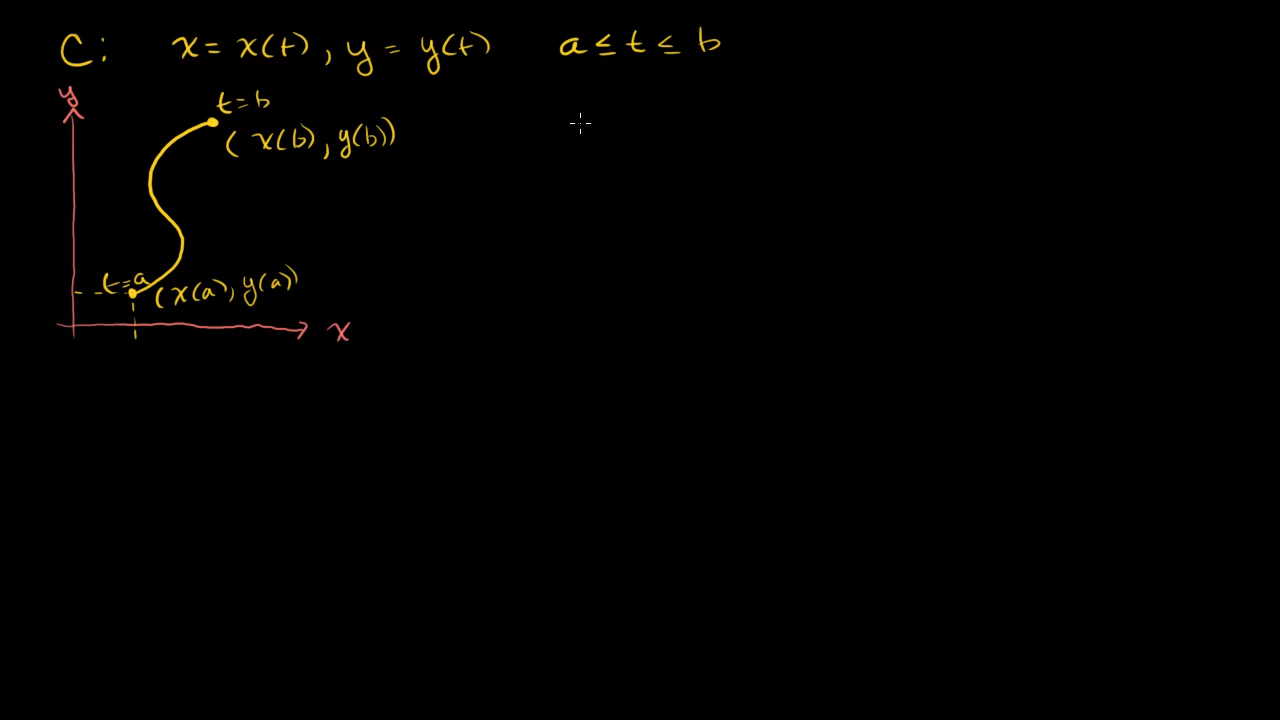 C: x = x(t), y = y(t) a ≤ t ≤ b
y
t = b
(x(b), y(b))
t = a
(x(a), y(a))
x